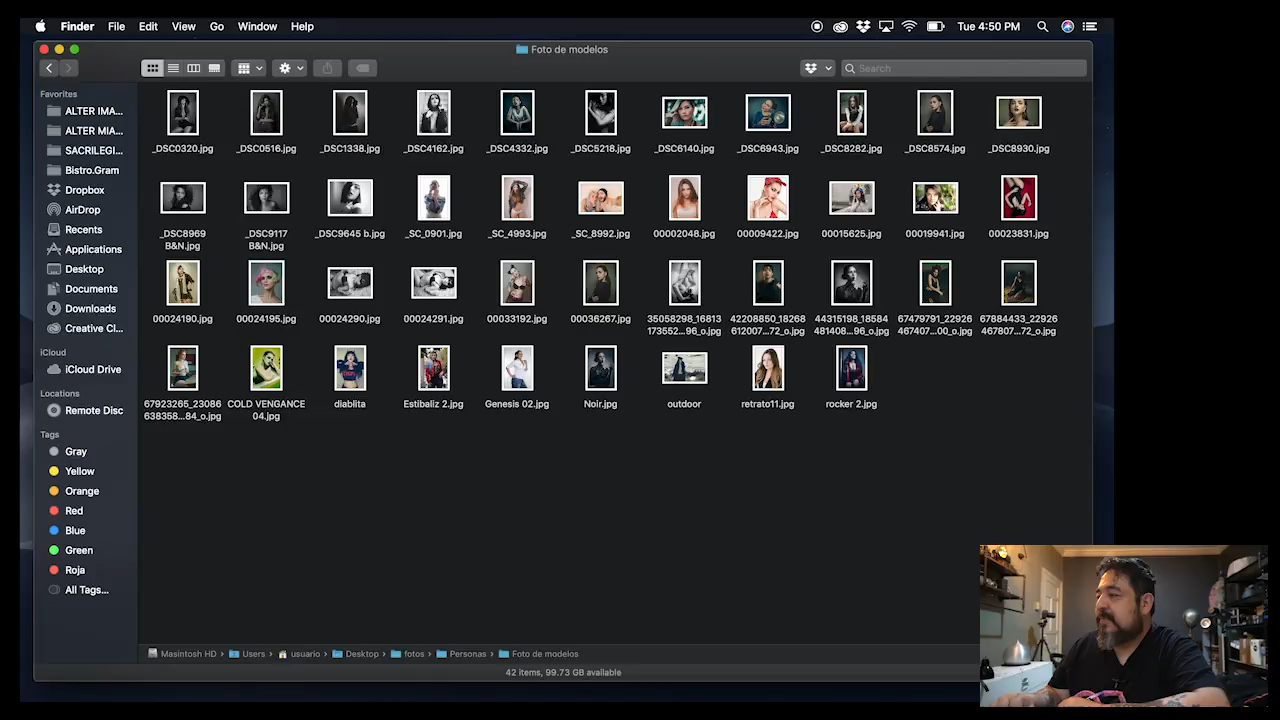 Finder File Edit View Go Window Help Tue 4:50 PM
Foto de modelos
Search
Favorites
ALTER IMA...
ALTER MIA...
SACRILEGI...
Bistro.Gram
Dropbox
AirDrop
Recents
Applications
Desktop
Documents
Downloads
Creative Cl...
iCloud
iCloud Drive
Locations
Remote Disc
Tags
Gray
Yellow
Orange
Red
Blue
Green
Roja
All Tags...
_DSC0320.jpg _DSC0516.jpg _DSC1338.jpg _DSC4162.jpg _DSC4332.jpg _DSC5218.jpg _DSC6140.jpg _DSC6943.jpg _DSC8282.jpg _DSC8574.jpg _DSC8930.jpg
_DSC8969 _DSC9117 _DSC9645 b.jpg _SC_0901.jpg _SC_4993.jpg _SC_8992.jpg 00002048.jpg 00009422.jpg 00015625.jpg 00019941.jpg 00023831.jpg
B&N.jpg B&N.jpg
00024190.jpg 00024195.jpg 00024290.jpg 00024291.jpg 00033192.jpg 00036267.jpg 35058298_16813 42208850_18268 44315198_18584 67479791_22926 67884433_22926
173552...96_o.jpg 612007...72_o.jpg 481408...96_o.jpg 467407...00_o.jpg 467807...72_o.jpg
67923265_23086 COLD VENGANCE diablita Estibaliz 2.jpg Genesis 02.jpg Noir.jpg outdoor retrato11.jpg rocker 2.jpg
638358...84_o.jpg 04.jpg
Masintosh HD › Users › usuario › Desktop › fotos › Personas › Foto de modelos
42 items, 99.73 GB available